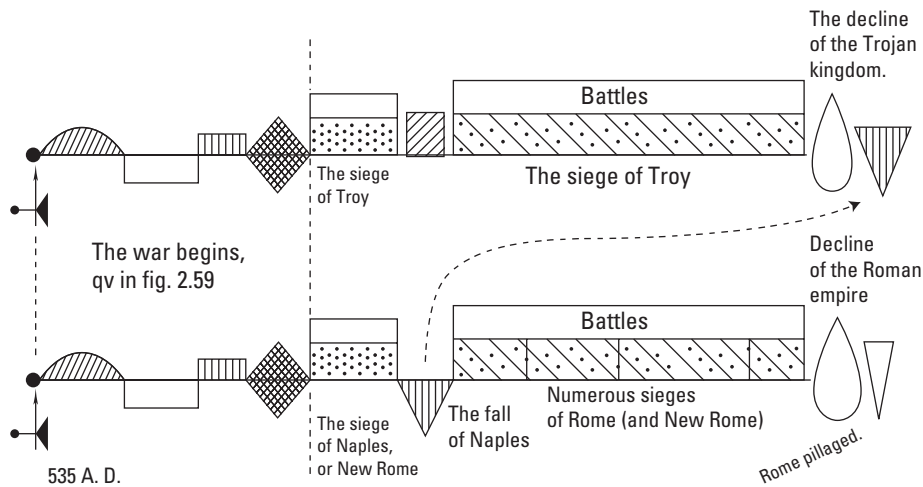 The decline
of the Trojan
kingdom.
Battles
The siege
of Troy
The siege of Troy
The war begins,
qv in fig. 2.59
Decline
of the Roman
empire
Battles
The siege
of Naples,
or New Rome
The fall
of Naples
Numerous sieges
of Rome (and New Rome)
Rome pillaged.
535 A. D.